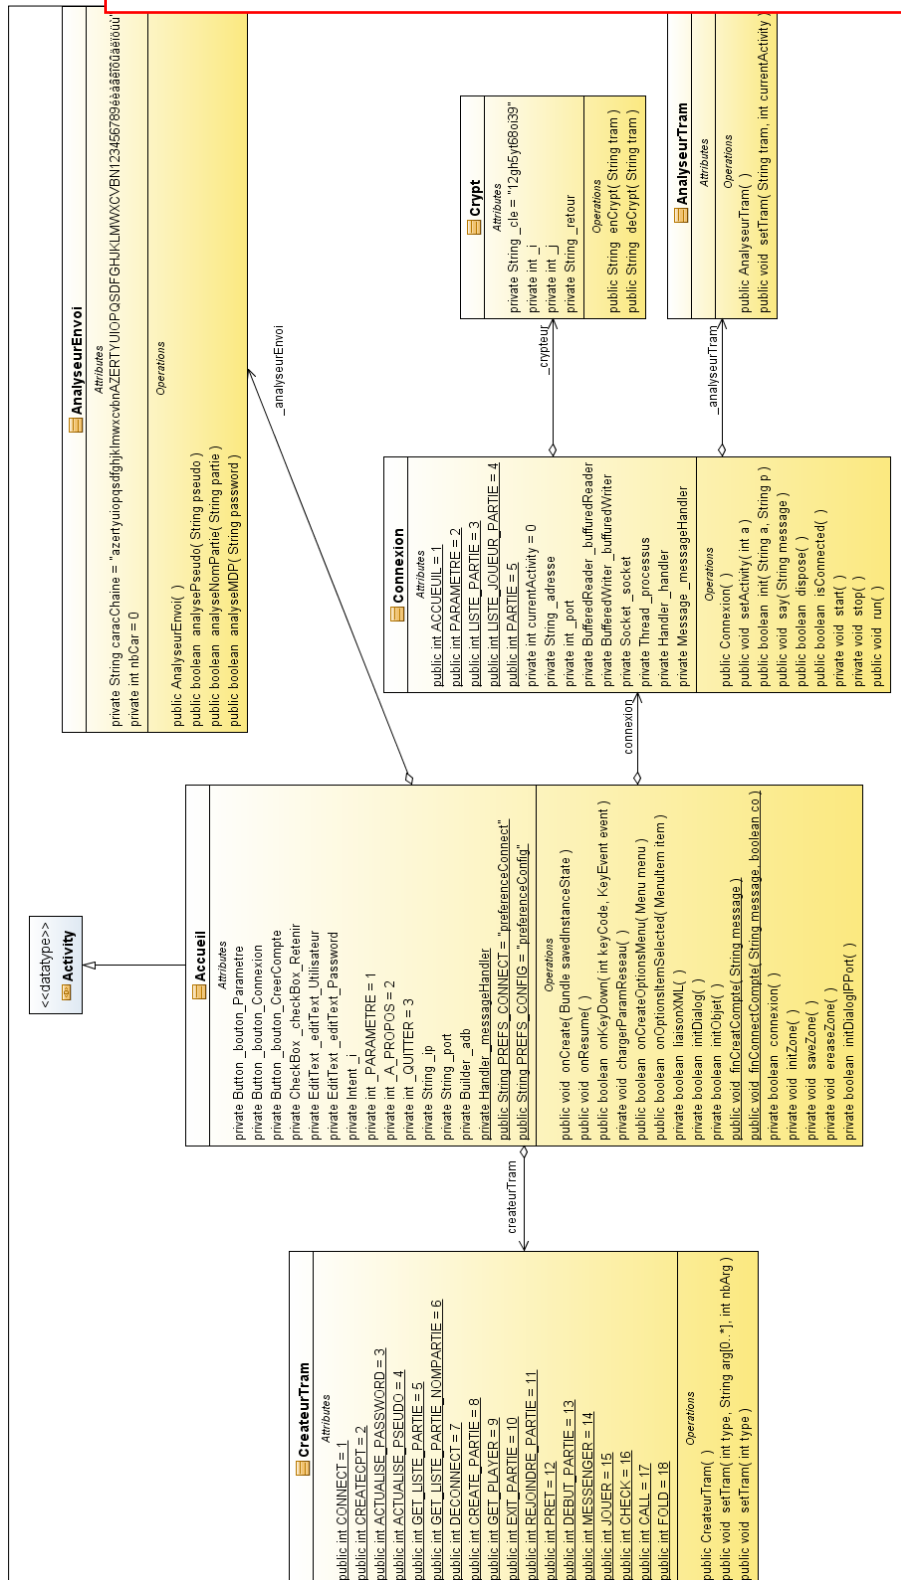 <<datatype>>
Activity
AnalyseurEnvoi
Attributes
private int nbCar = 0
Operations
public AnalyseurEnvoi( )
public boolean analysePseudo( String pseudo )
public boolean analyseNomPartie( String partie )
public boolean analyseMDP( String password )
_analyseurEnvoi
CreateurTram
Attributes
public int CONNECT = 1
public int CREATECPT = 2
public int ACTUALISE_PASSWORD = 3
public int ACTUALISE_PSEUDO = 4
public int GET_LISTE_PARTIE = 5
public int GET_LISTE_PARTIE_NOMPARTIE = 6
public int DECONNECT = 7
public int CREATE_PARTIE = 8
public int GET_PLAYER = 9
public int EXIT_PARTIE = 10
public int REJOINDRE_PARTIE = 11
public int PRET = 12
public int DEBUT_PARTIE = 13
public int MESSENGER = 14
public int JOUER = 15
public int CHECK = 16
public int CALL = 17
public int FOLD = 18
Operations
public CreateurTram( )
public void setTram( int type, String arg[0..*], int nbArg )
public void setTram( int type )
createurTram
Accueil
Attributes
private Button _bouton_Parametre
private Button _bouton_Connexion
private Button _bouton_CreerCompte
private CheckBox _checkBox_Retenir
private EditText _editText_Utilisateur
private EditText _editText_Password
private Intent _i
private int _PARAMETRE = 1
private int _A_PROPOS = 2
private int _QUITTER = 3
private String _ip
private String _port
private Builder _adb
private Handler _messageHandler
public String PREFS_CONNECT = "preferenceConnect"
public String PREFS_CONFIG = "preferenceConfig"
Operations
public void onCreate( Bundle savedInstanceState )
public void onResume( )
public boolean onKeyDown( int keyCode, KeyEvent event )
private void chargerParamReseau( )
public boolean onCreateOptionsMenu( Menu menu )
public boolean onOptionsItemSelected( MenuItem item )
private boolean liaisonXML( )
private boolean initDialog( )
private boolean initObjet( )
public void finCreatCompte( String message )
public void finConnectCompte( String message, boolean co )
private boolean connexion( )
private void initZone( )
private void saveZone( )
private void ereaseZone( )
private boolean initDialogIPPort( )
connexion
Connexion
Attributes
public int ACCUEUIL = 1
public int PARAMETRE = 2
public int LISTE_PARTIE = 3
public int LISTE_JOUEUR_PARTIE = 4
public int PARTIE = 5
private int currentActivity = 0
private String _adresse
private int _port
private BufferedReader _buffuredReader
private BufferedWriter _buffuredWriter
private Socket _socket
private Thread _processus
private Handler _handler
private Message _messageHandler
Operations
public Connexion( )
public void setActivity( int a )
public boolean init( String a, String p )
public void say( String message )
public boolean dispose( )
public boolean isConnected( )
private void start( )
private void stop( )
public void run( )
_crypteur
_analyseurTram
Crypt
Attributes
private String _cle = "12gh5yt68oi39"
private int _i
private int _j
private String _retour
Operations
public String enCrypt( String tram )
public String deCrypt( String tram )
AnalyseurTram
Attributes
Operations
public AnalyseurTram( )
public void setTram( String tram, int currentActivity )